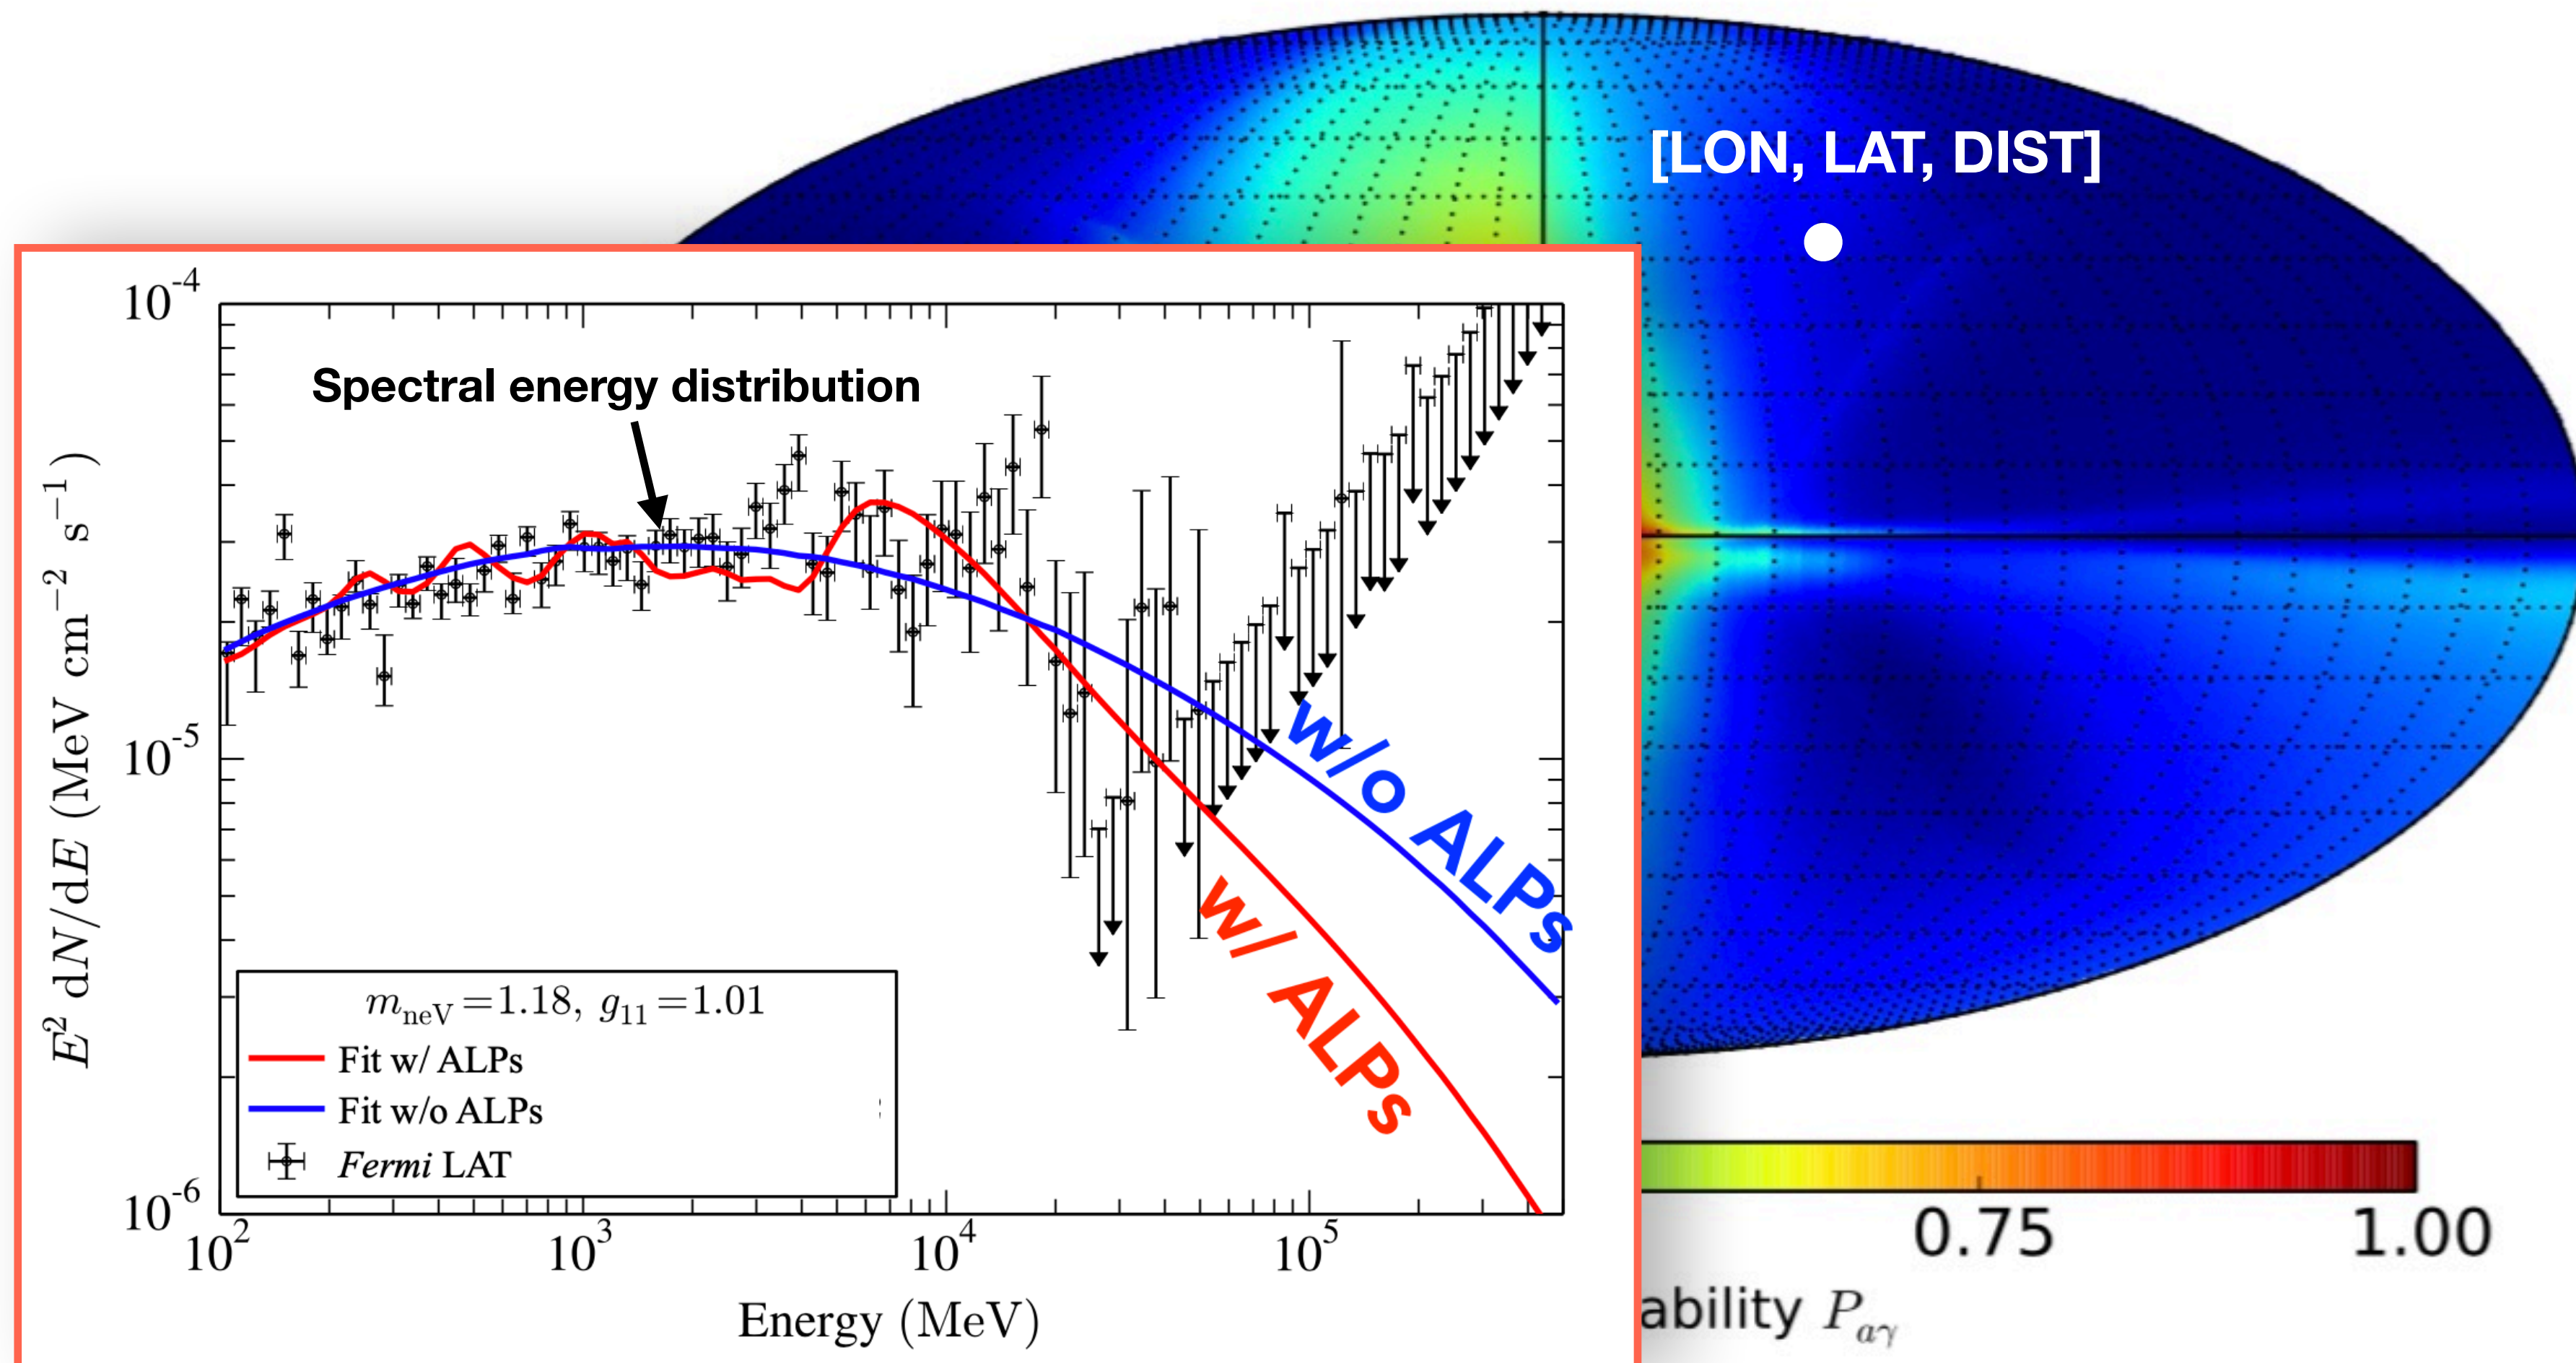 [LON, LAT, DIST]
10^-4
Spectral energy distribution
E^2 dN/dE (MeV cm^−2 s^−1)
10^-5
w/o ALPs
w/ ALPs
m_neV=1.18, g_11=1.01
Fit w/ ALPs
Fit w/o ALPs
Fermi LAT
10^-6
10^2 10^3 10^4 10^5
Energy (MeV)
0.75 1.00
ability P_aγ